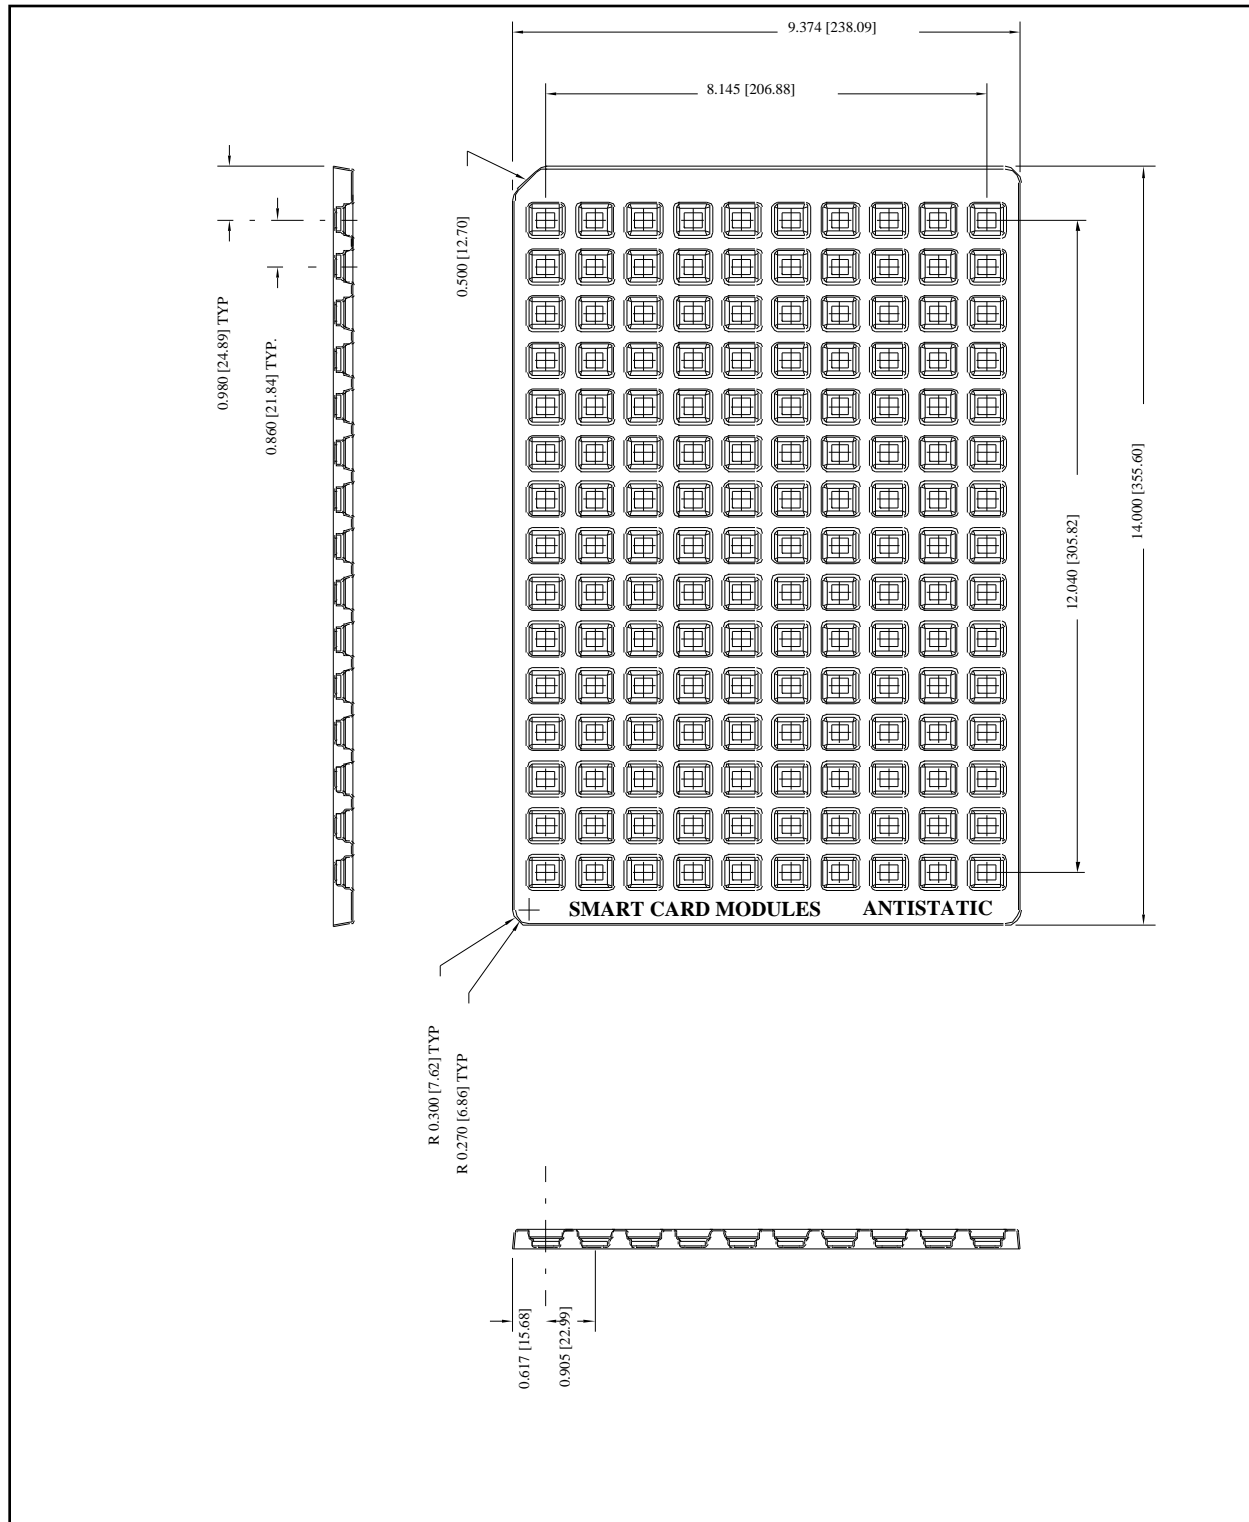 9.374 [238.09]
8.145 [206.88]
0.500 [12.70]
0.980 [24.89] TYP
0.860 [21.84] TYP.
12.040 [305.82]
14.000 [355.60]
SMART CARD MODULES ANTISTATIC
R 0.300 [7.62] TYP
R 0.270 [6.86] TYP
0.617 [15.68]
0.905 [22.99]